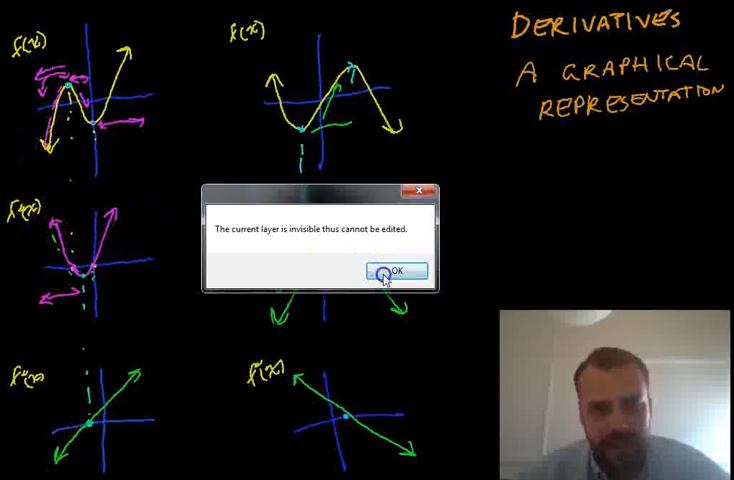 f(x)
f(x)
DERIVATIVES
A GRAPHICAL
REPRESENTATION
f'(x)
The current layer is invisible thus cannot be edited.
OK
f"(x)
f"(x)